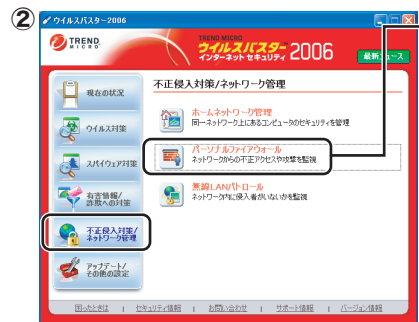 ②
ウイルスバスター2006
TREND MICRO
TREND MICRO
ウイルスバスター 2006
インターネット セキュリティ
不正侵入対策/ネットワーク管理
現在の状況
ウイルス対策
スパイウェア対策
有害情報/
詐欺への対策
不正侵入対策/
ネットワーク管理
アップデート/
その他の設定
ホームネットワーク管理
同一ネットワーク上にあるコンピュータのセキュリティを管理
パーソナルファイアウォール
ネットワークからの不正アクセスや攻撃を監視
無線LANパトロール
ネットワーク内に侵入者がいないかを監視
困ったときは | セキュリティ情報 | お問い合わせ | サポート情報 | バージョン情報